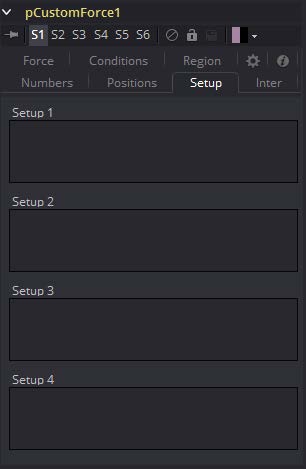 pCustomForce1
S1 S2 S3 S4 S5 S6
Force Conditions Region
Numbers Positions Setup Inter
Setup 1
Setup 2
Setup 3
Setup 4